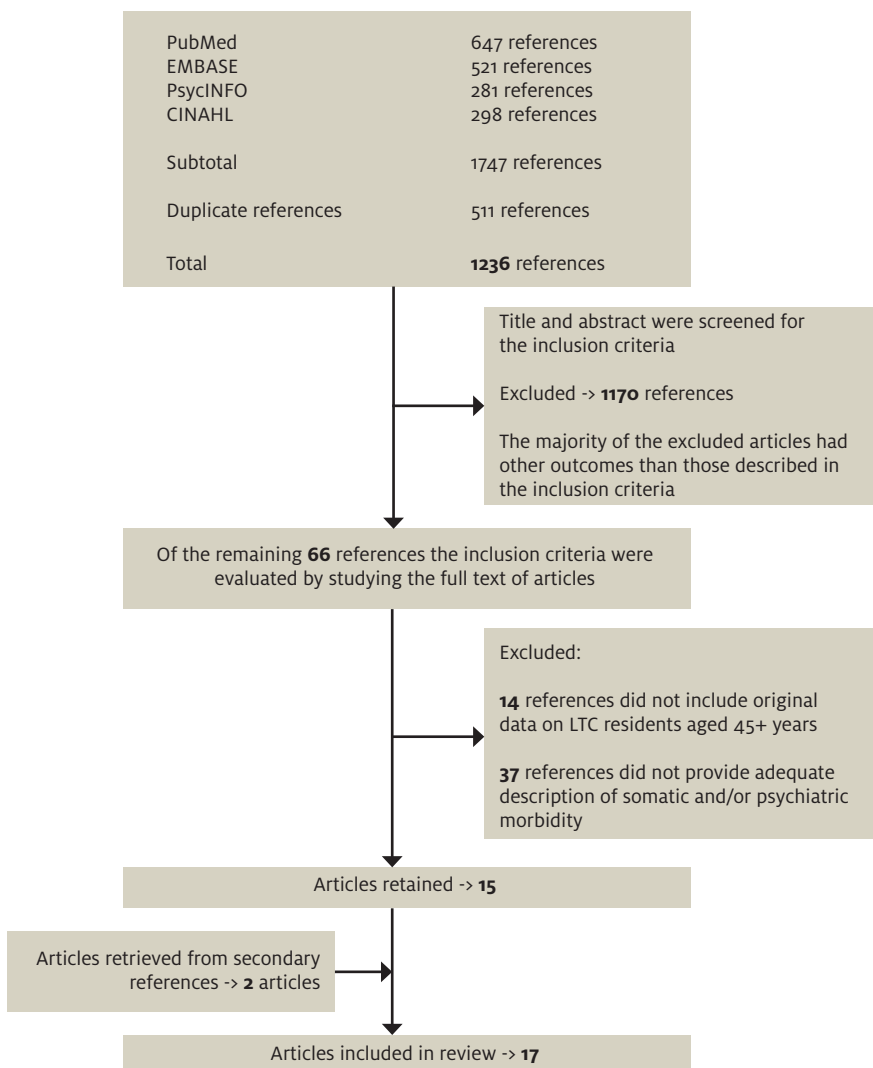 PubMed 647 references
EMBASE 521 references
PsycINFO 281 references
CINAHL 298 references
Subtotal 1747 references
Duplicate references 511 references
Total 1236 references
Title and abstract were screened for
the inclusion criteria
Excluded -> 1170 references
The majority of the excluded articles had
other outcomes than those described in
the inclusion criteria
Of the remaining 66 references the inclusion criteria were
evaluated by studying the full text of articles
Excluded:
14 references did not include original
data on LTC residents aged 45+ years
37 references did not provide adequate
description of somatic and/or psychiatric
morbidity
Articles retained -> 15
Articles retrieved from secondary
references -> 2 articles
Articles included in review -> 17